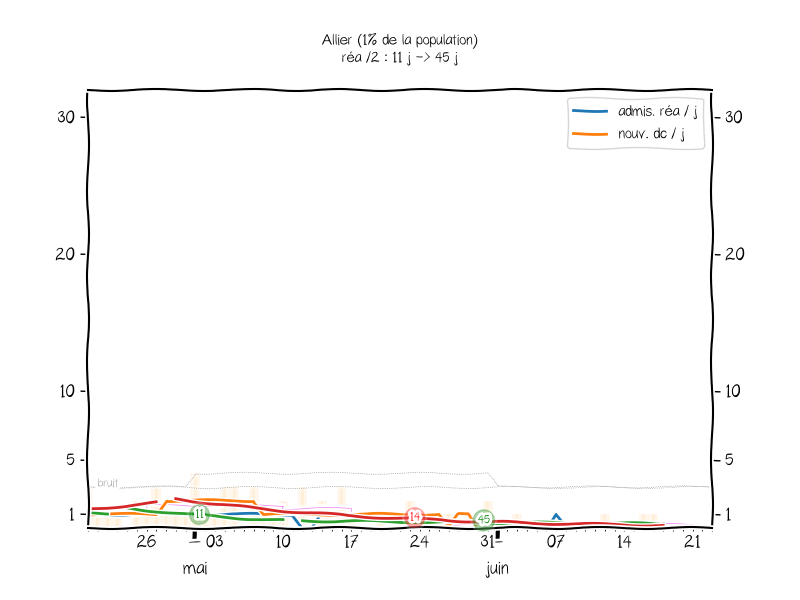 Allier (1% de la population)
réa /2 : 11 j -> 45 j
admis. réa / j
nouv. dc / j
30 30
20 20
10 10
5 5
1 1
bruit
11 14 45
26 03 10 17 24 31 07 14 21
mai juin